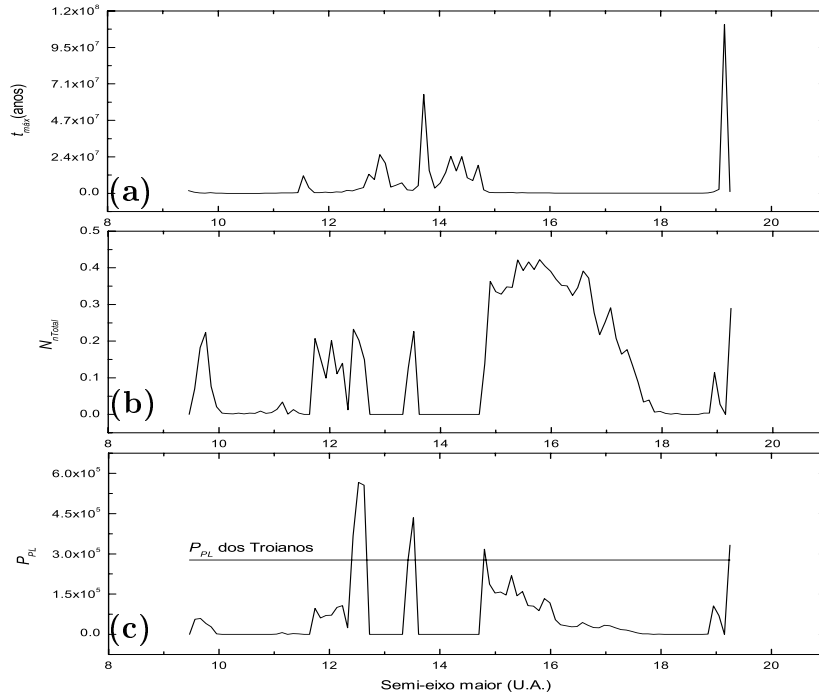 1.2x10⁸
9.5x10⁷
7.1x10⁷
4.7x10⁷
2.4x10⁷
0.0
t_máx(anos)
(a)
8 10 12 14 16 18 20
0.5
0.4
0.3
0.2
0.1
0.0
N_nTotal
(b)
8 10 12 14 16 18 20
6.0x10⁵
4.5x10⁵
3.0x10⁵
1.5x10⁵
0.0
P_PL
P_PL dos Troianos
(c)
8 10 12 14 16 18 20
Semi-eixo maior (U.A.)